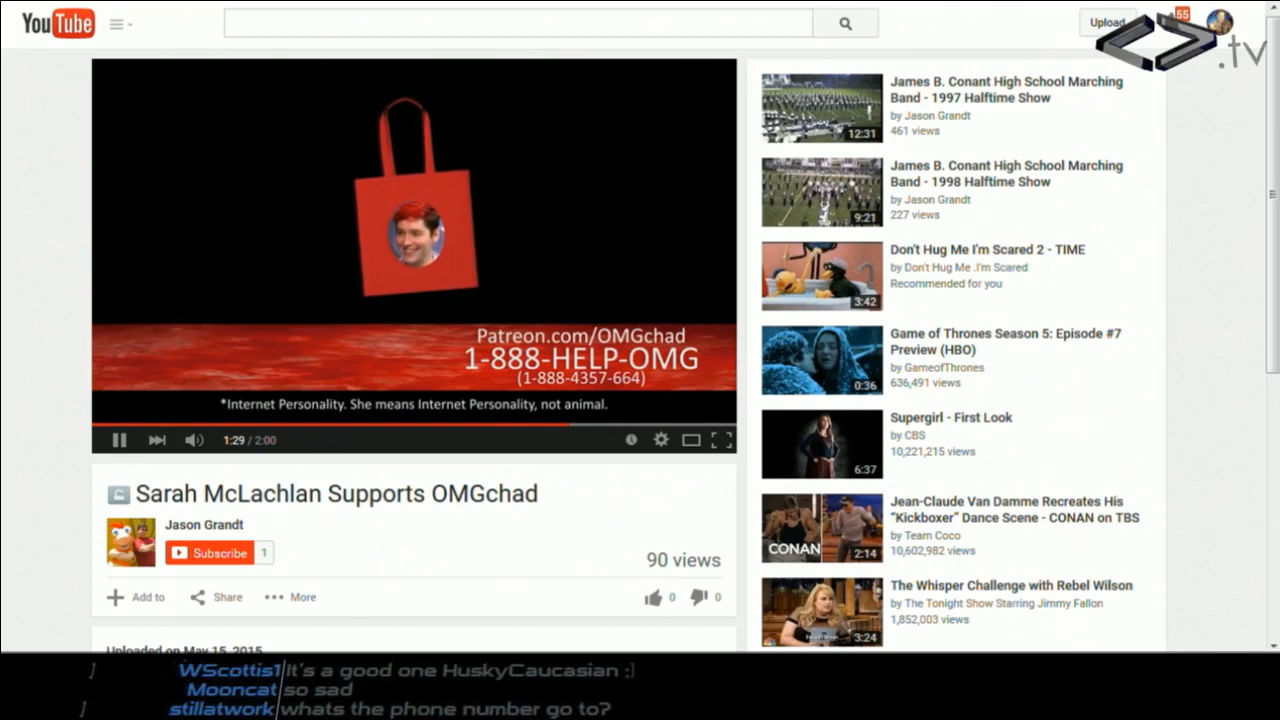 YouTube
Upload
55
<>.tv
Patreon.com/OMGchad
1-888-HELP-OMG
(1-888-4357-664)
*Internet Personality. She means Internet Personality, not animal.
1:29 / 2:00
Sarah McLachlan Supports OMGchad
Jason Grandt
Subscribe 1
90 views
Add to Share More 0 0
Uploaded on May 15, 2015
12:31
James B. Conant High School Marching
Band - 1997 Halftime Show
by Jason Grandt
461 views
9:21
James B. Conant High School Marching
Band - 1998 Halftime Show
by Jason Grandt
227 views
3:42
Don't Hug Me I'm Scared 2 - TIME
by Don't Hug Me .I'm Scared
Recommended for you
0:36
Game of Thrones Season 5: Episode #7
Preview (HBO)
by GameofThrones
636,491 views
6:37
Supergirl - First Look
by CBS
10,221,215 views
CONAN 2:14
Jean-Claude Van Damme Recreates His
"Kickboxer" Dance Scene - CONAN on TBS
by Team Coco
10,602,982 views
3:24
The Whisper Challenge with Rebel Wilson
by The Tonight Show Starring Jimmy Fallon
1,852,003 views
] WScottis1 It's a good one HuskyCaucasian ;)
Mooncat so sad
] stillatwork whats the phone number go to?